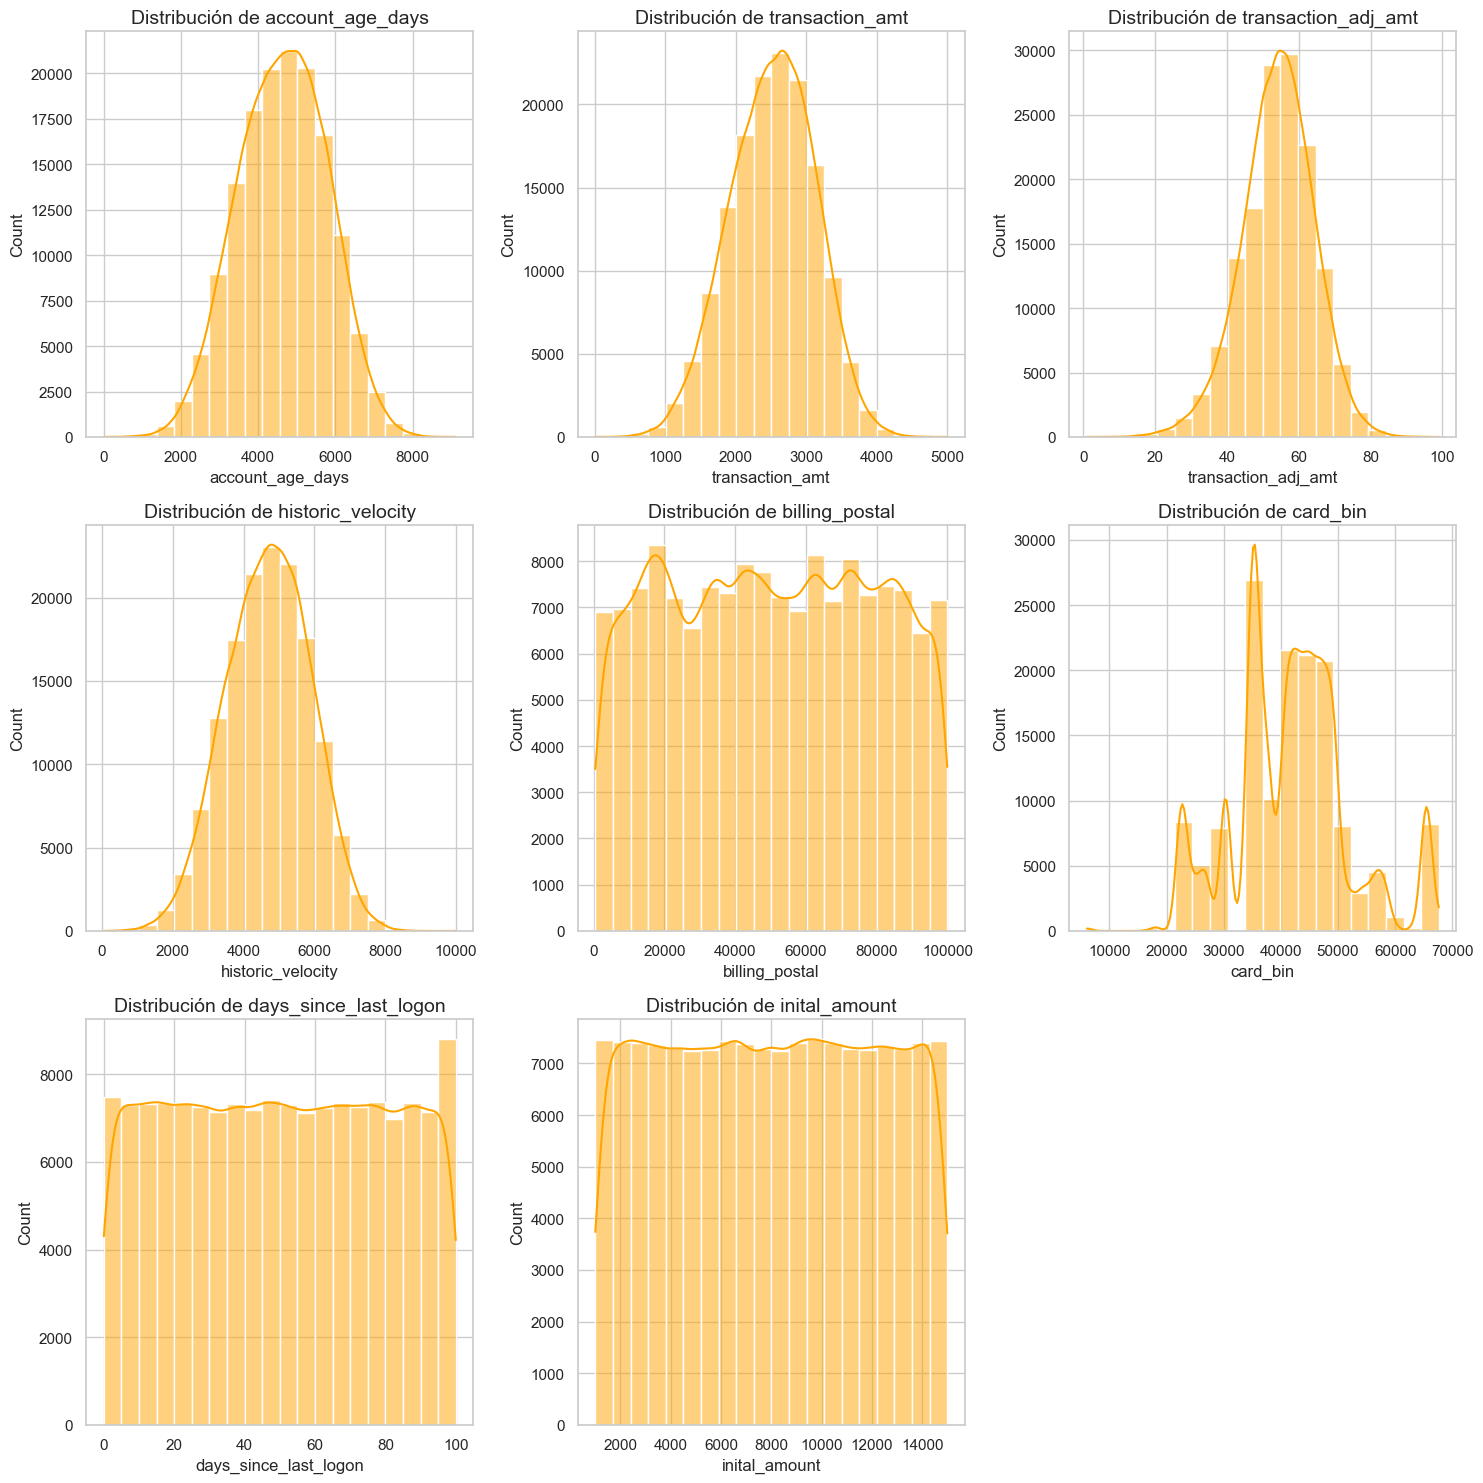 Distribución de account_age_days
20000
17500
15000
12500
10000
7500
5000
2500
0
Count
0 2000 4000 6000 8000
account_age_days
Distribución de transaction_amt
20000
15000
10000
5000
0
Count
0 1000 2000 3000 4000 5000
transaction_amt
Distribución de transaction_adj_amt
30000
25000
20000
15000
10000
5000
0
Count
0 20 40 60 80 100
transaction_adj_amt
Distribución de historic_velocity
20000
15000
10000
5000
0
Count
0 2000 4000 6000 8000 10000
historic_velocity
Distribución de billing_postal
8000
7000
6000
5000
4000
3000
2000
1000
0
Count
0 20000 40000 60000 80000 100000
billing_postal
Distribución de card_bin
30000
25000
20000
15000
10000
5000
0
Count
10000 20000 30000 40000 50000 60000 70000
card_bin
Distribución de days_since_last_logon
8000
6000
4000
2000
0
Count
0 20 40 60 80 100
days_since_last_logon
Distribución de inital_amount
7000
6000
5000
4000
3000
2000
1000
0
Count
2000 4000 6000 8000 10000 12000 14000
inital_amount